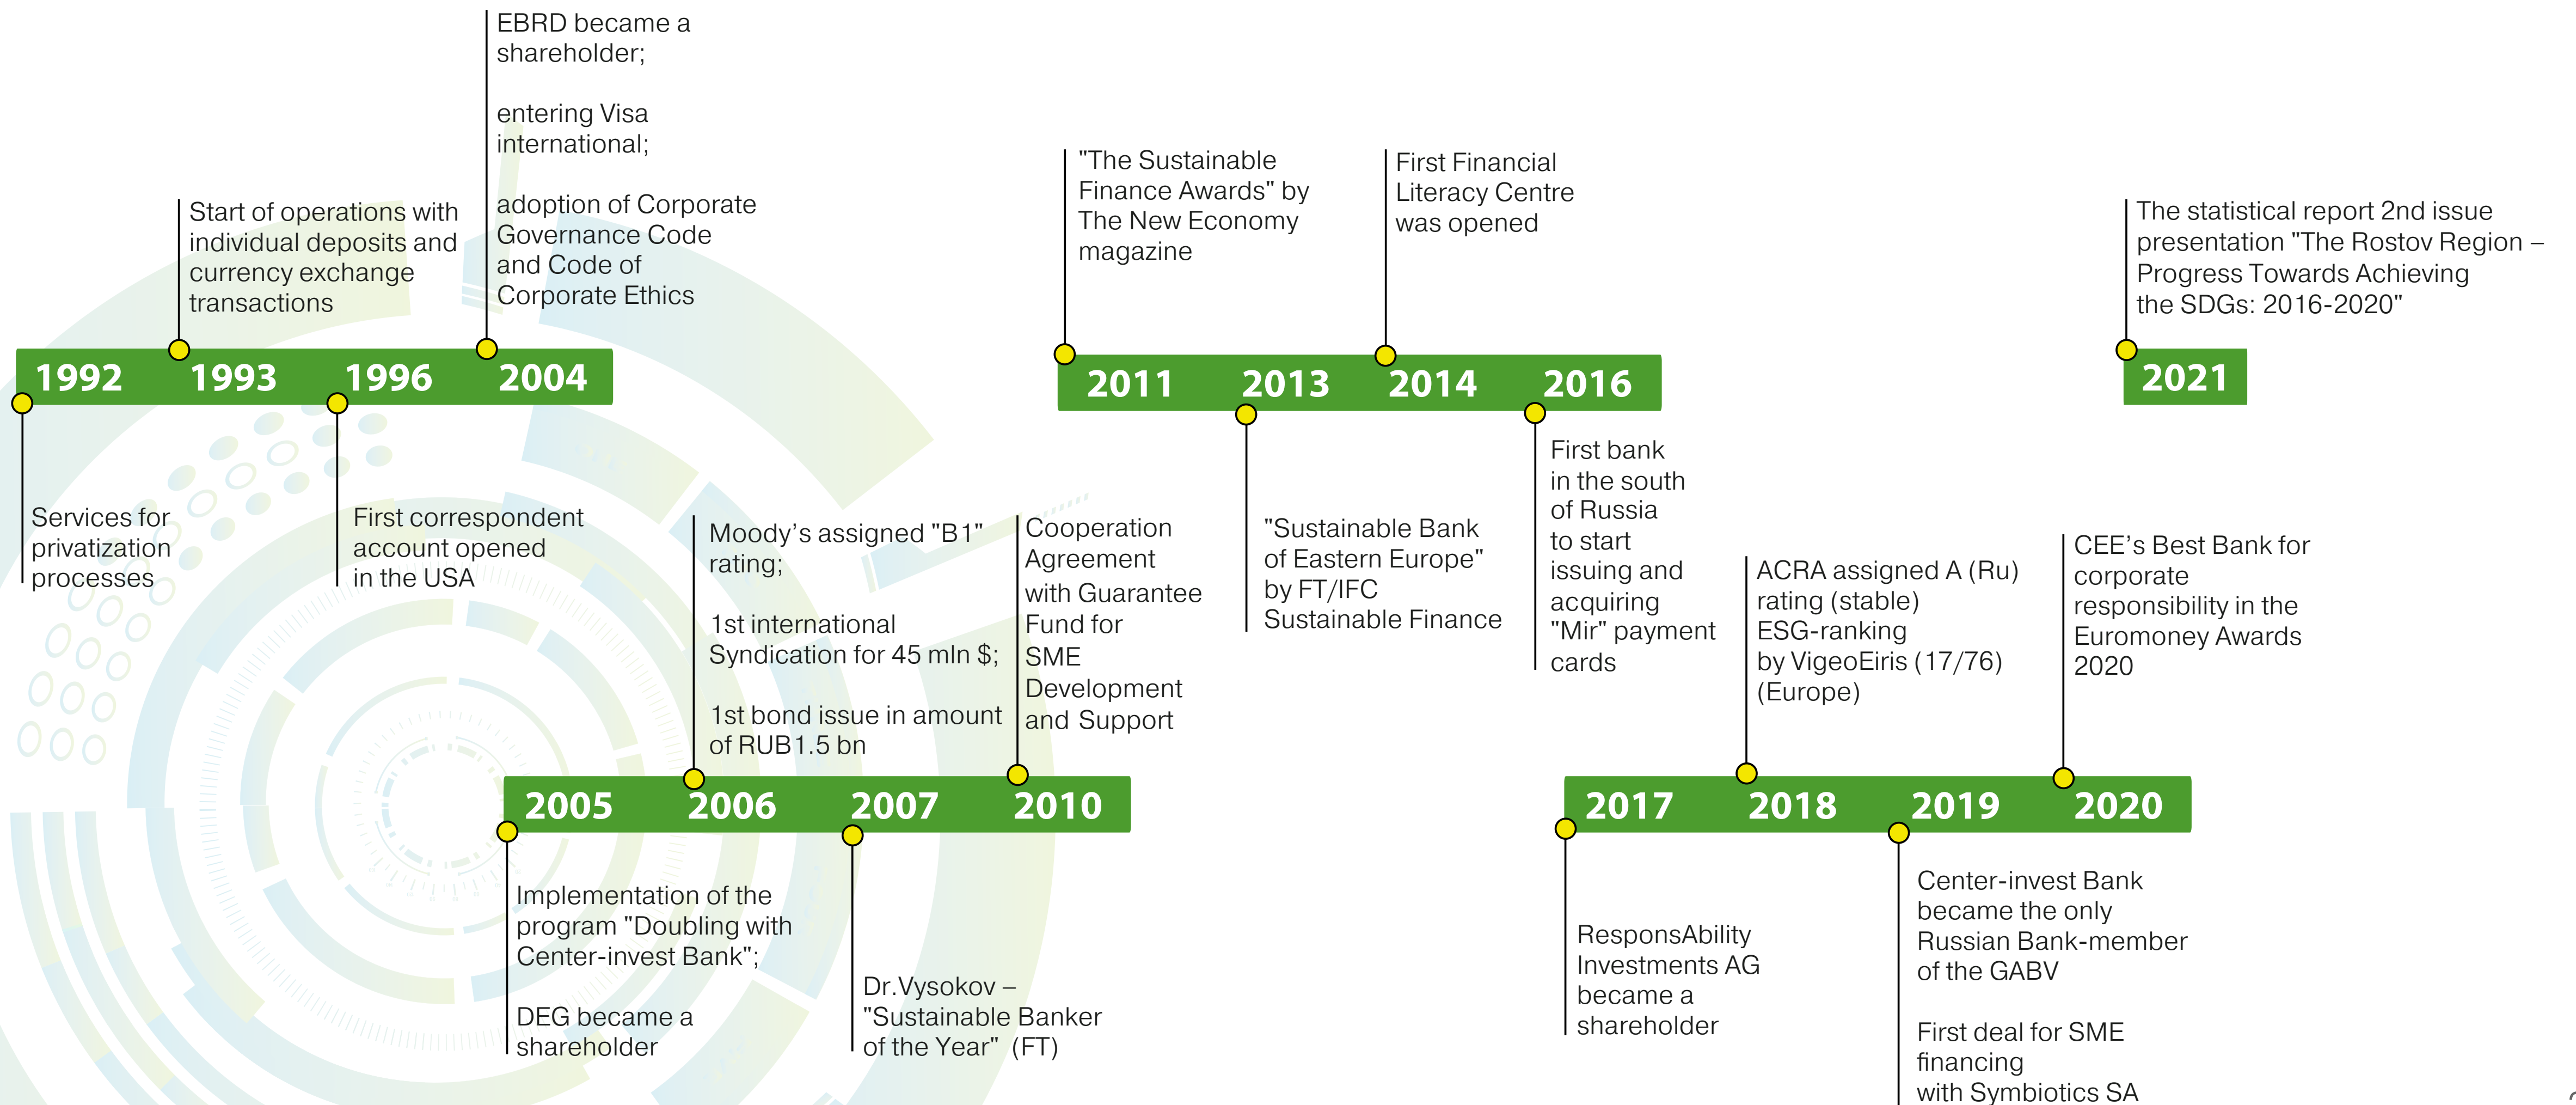 EBRD became a
shareholder;
entering Visa
international;
adoption of Corporate
Governance Code
and Code of
Corporate Ethics
Start of operations with
individual deposits and
currency exchange
transactions
1992 1993 1996 2004
Services for
privatization
processes
First correspondent
account opened
in the USA
Moody's assigned "B1"
rating;
1st international
Syndication for 45 mln $;
1st bond issue in amount
of RUB1.5 bn
Cooperation
Agreement
with Guarantee
Fund for
SME
Development
and Support
2005 2006 2007 2010
Implementation of the
program "Doubling with
Center-invest Bank";
DEG became a
shareholder
Dr.Vysokov –
"Sustainable Banker
of the Year" (FT)
"The Sustainable
Finance Awards" by
The New Economy
magazine
First Financial
Literacy Centre
was opened
2011 2013 2014 2016
"Sustainable Bank
of Eastern Europe"
by FT/IFC
Sustainable Finance
First bank
in the south
of Russia
to start
issuing and
acquiring
"Mir" payment
cards
ACRA assigned A (Ru)
rating (stable)
ESG-ranking
by VigeoEiris (17/76)
(Europe)
CEE's Best Bank for
corporate
responsibility in the
Euromoney Awards
2020
2017 2018 2019 2020
ResponsAbility
Investments AG
became a
shareholder
Center-invest Bank
became the only
Russian Bank-member
of the GABV
First deal for SME
financing
with Symbiotics SA
The statistical report 2nd issue
presentation "The Rostov Region –
Progress Towards Achieving
the SDGs: 2016-2020"
2021